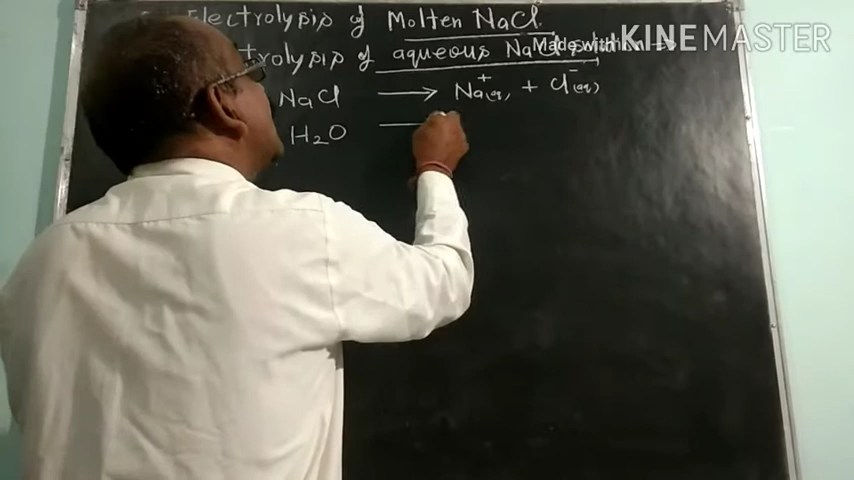 Electrolysis of Molten NaCl.
trolysis of aqueous NaCl
Made with KINEMASTER
NaCl → Na+(aq) + Cl-(aq)
H2O